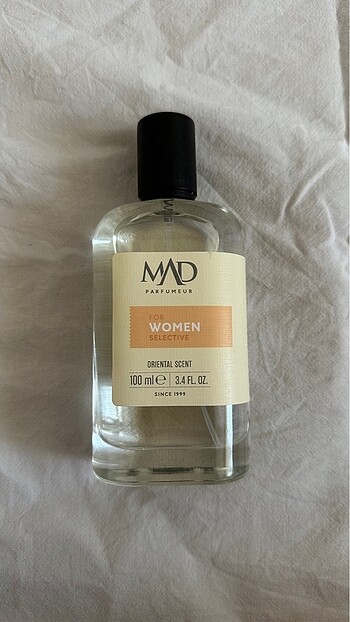 MAD
PARFUMEUR
FOR
WOMEN
SELECTIVE
ORIENTAL SCENT
100 ml ℮ 3.4 FL. OZ.
SINCE 1999